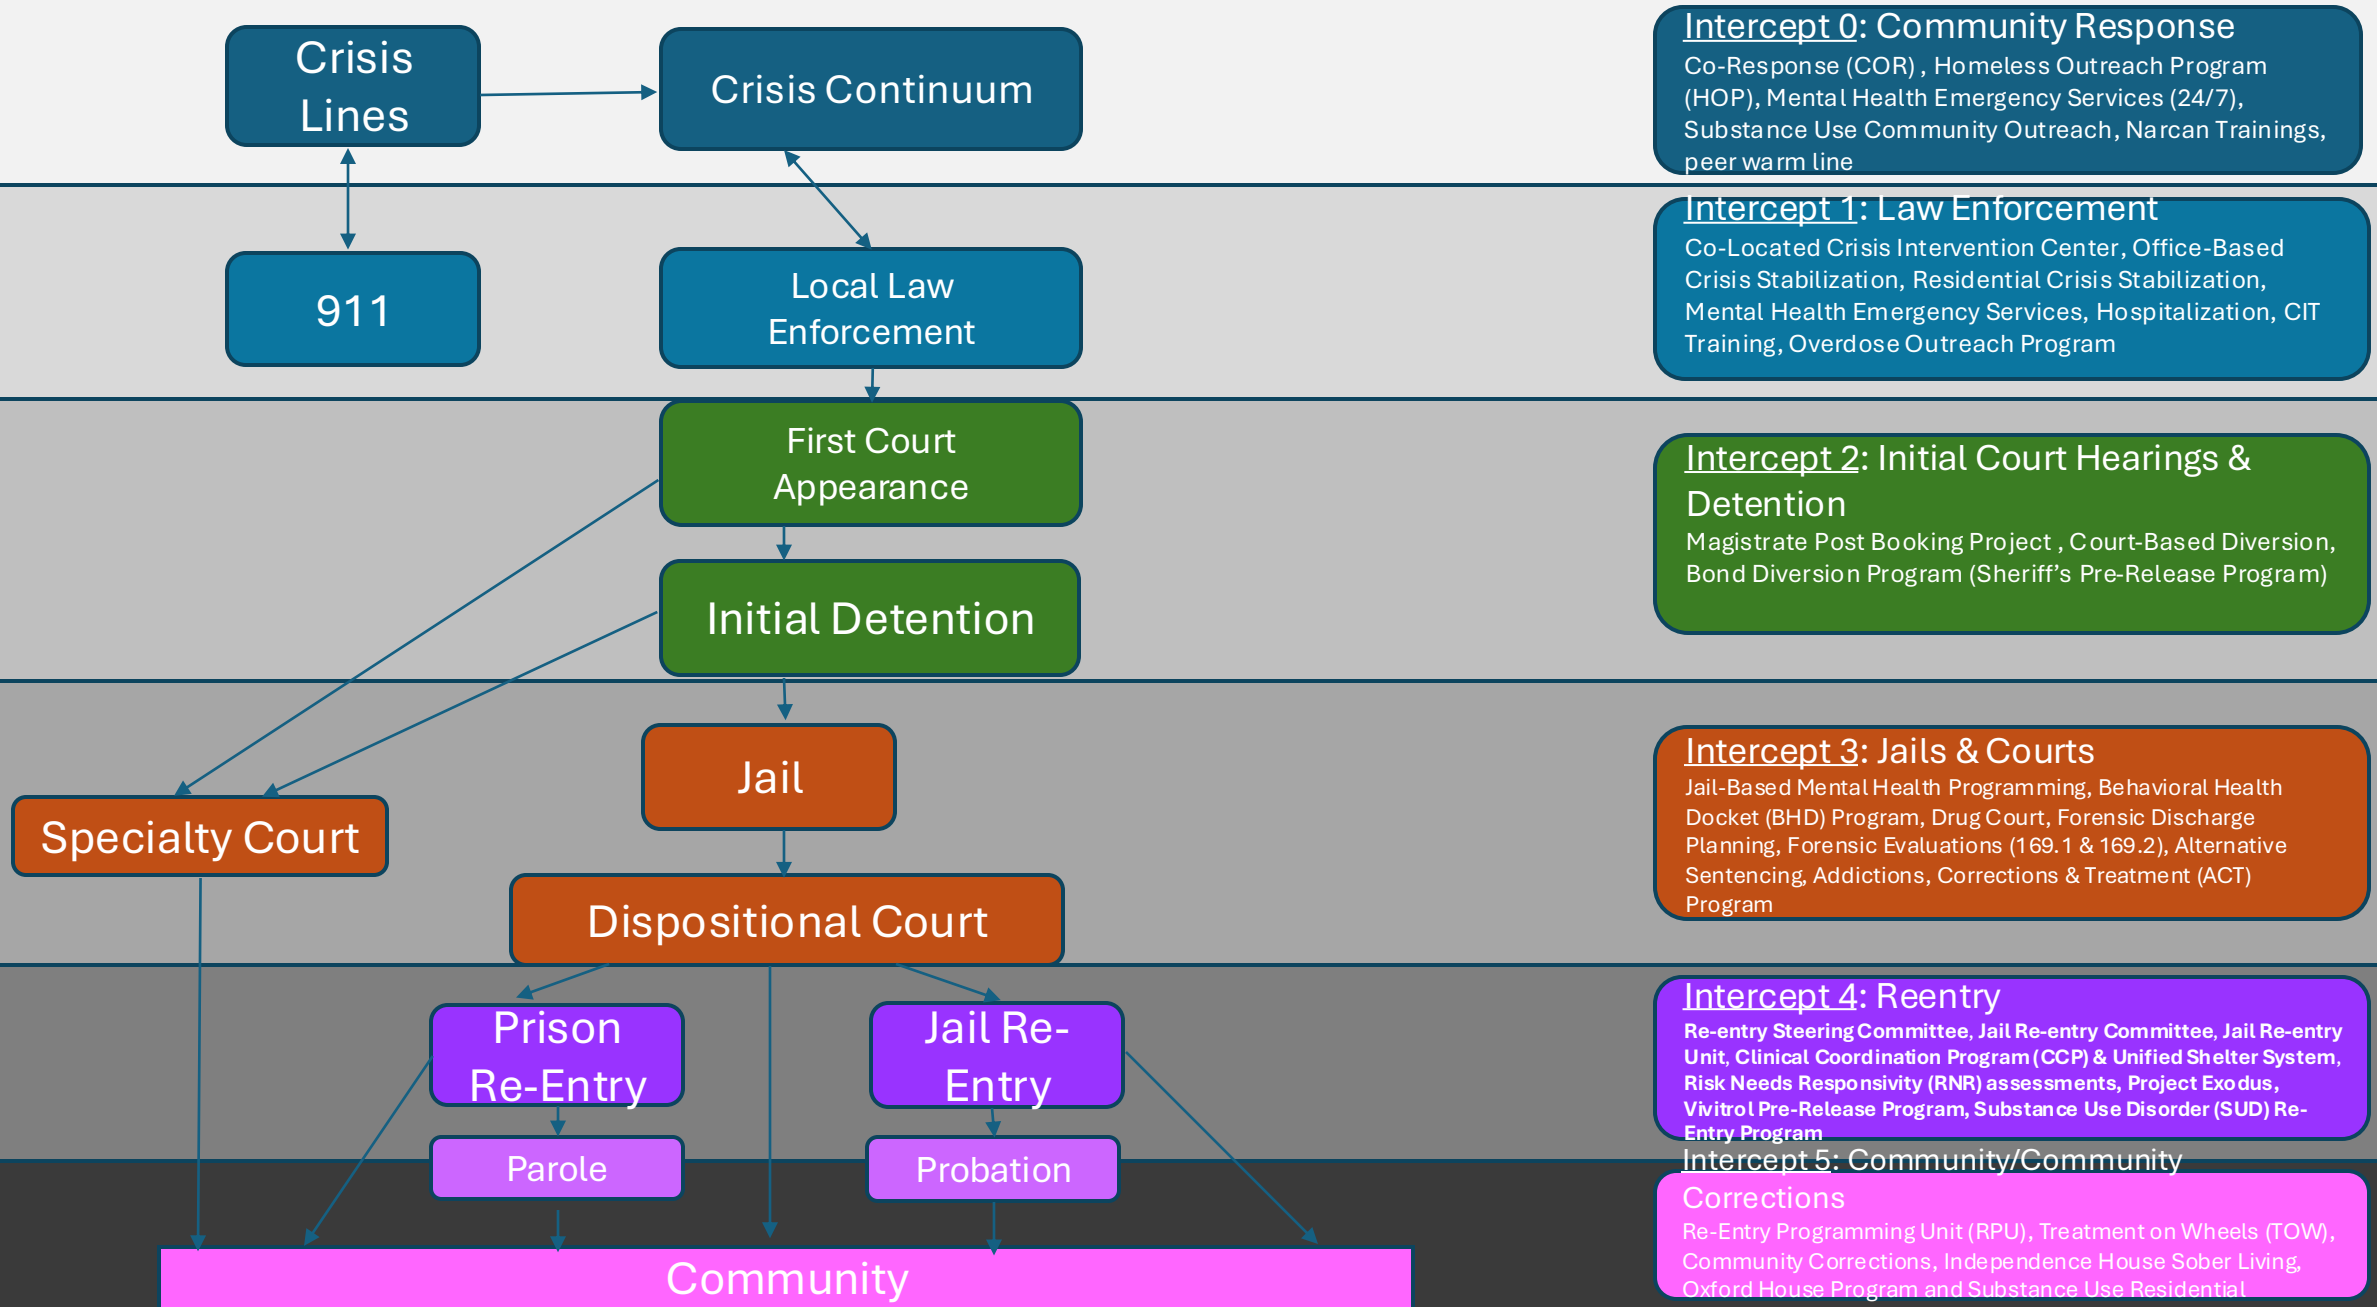 Crisis
Lines
Crisis Continuum
911
Local Law
Enforcement
First Court
Appearance
Initial Detention
Jail
Specialty Court
Dispositional Court
Prison
Re-Entry
Jail Re-
Entry
Parole
Probation
Community
Intercept 0: Community Response
Co-Response (COR) , Homeless Outreach Program
(HOP), Mental Health Emergency Services (24/7),
Substance Use Community Outreach, Narcan Trainings,
peer warm line
Intercept 1: Law Enforcement
Co-Located Crisis Intervention Center, Office-Based
Crisis Stabilization, Residential Crisis Stabilization,
Mental Health Emergency Services, Hospitalization, CIT
Training, Overdose Outreach Program
Intercept 2: Initial Court Hearings &
Detention
Magistrate Post Booking Project , Court-Based Diversion,
Bond Diversion Program (Sheriff’s Pre-Release Program)
Intercept 3: Jails & Courts
Jail-Based Mental Health Programming, Behavioral Health
Docket (BHD) Program, Drug Court, Forensic Discharge
Planning, Forensic Evaluations (169.1 & 169.2), Alternative
Sentencing, Addictions, Corrections & Treatment (ACT)
Program
Intercept 4: Reentry
Re-entry Steering Committee, Jail Re-entry Committee, Jail Re-entry
Unit, Clinical Coordination Program (CCP) & Unified Shelter System,
Risk Needs Responsivity (RNR) assessments, Project Exodus,
Vivitrol Pre-Release Program, Substance Use Disorder (SUD) Re-
Entry Program
Intercept 5: Community/Community
Corrections
Re-Entry Programming Unit (RPU), Treatment on Wheels (TOW),
Community Corrections, Independence House Sober Living,
Oxford House Program and Substance Use Residential